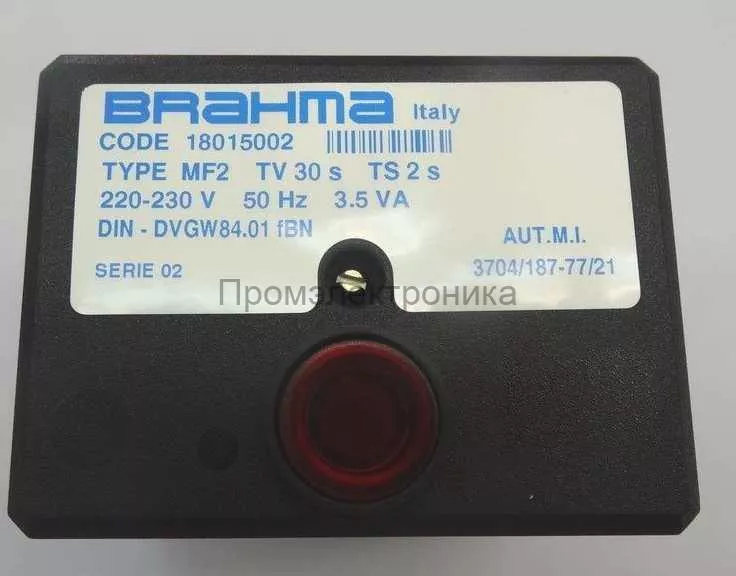 BRAHMA Italy
CODE 18015002
TYPE MF2 TV 30 s TS 2 s
220-230 V 50 Hz 3.5 VA
DIN - DVGW84.01 fBN
AUT.M.I.
SERIE 02
3704/187-77/21
Промэлектроника